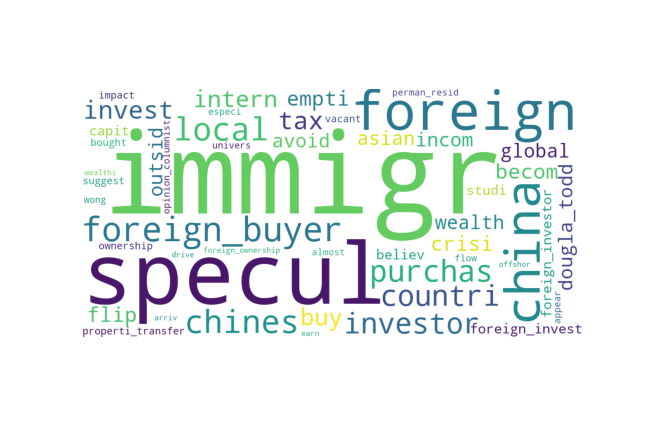 impact
perman_resid
intern
empti
foreign
invest
especi
tax
vacant
local
capit
opinion_columnist
outsid
asian
incom
bought
avoid
global
univers
immigr
wealthi
becom
suggest
studi
china
dougla_todd
wong
foreign_investor
foreign_buyer
wealth
crisi
ownership
foreign_ownership
almost
believ
flow
drive
specul
purchas
offshor
appear
countri
flip
chines
buy
investor
arriv
properti_transfer
foreign_invest
earn